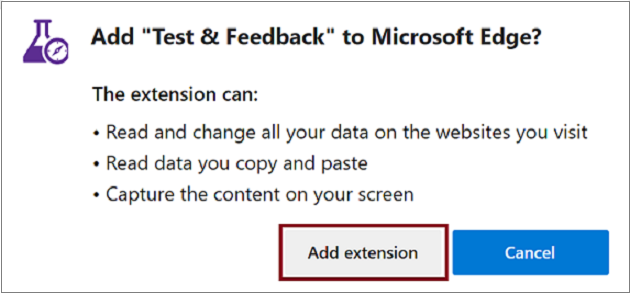 Add "Test & Feedback" to Microsoft Edge?
The extension can:
• Read and change all your data on the websites you visit
• Read data you copy and paste
• Capture the content on your screen
Add extension
Cancel